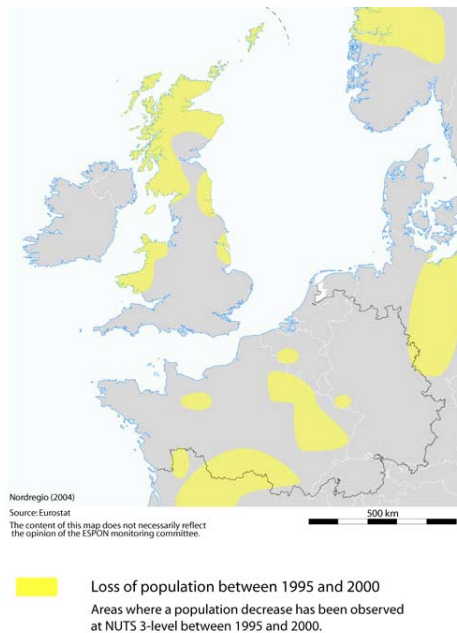 Nordregio (2004)
Source: Eurostat
The content of this map does not necessarily reflect
the opinion of the ESPON monitoring committee.
500 km
Loss of population between 1995 and 2000
Areas where a population decrease has been observed
at NUTS 3-level between 1995 and 2000.